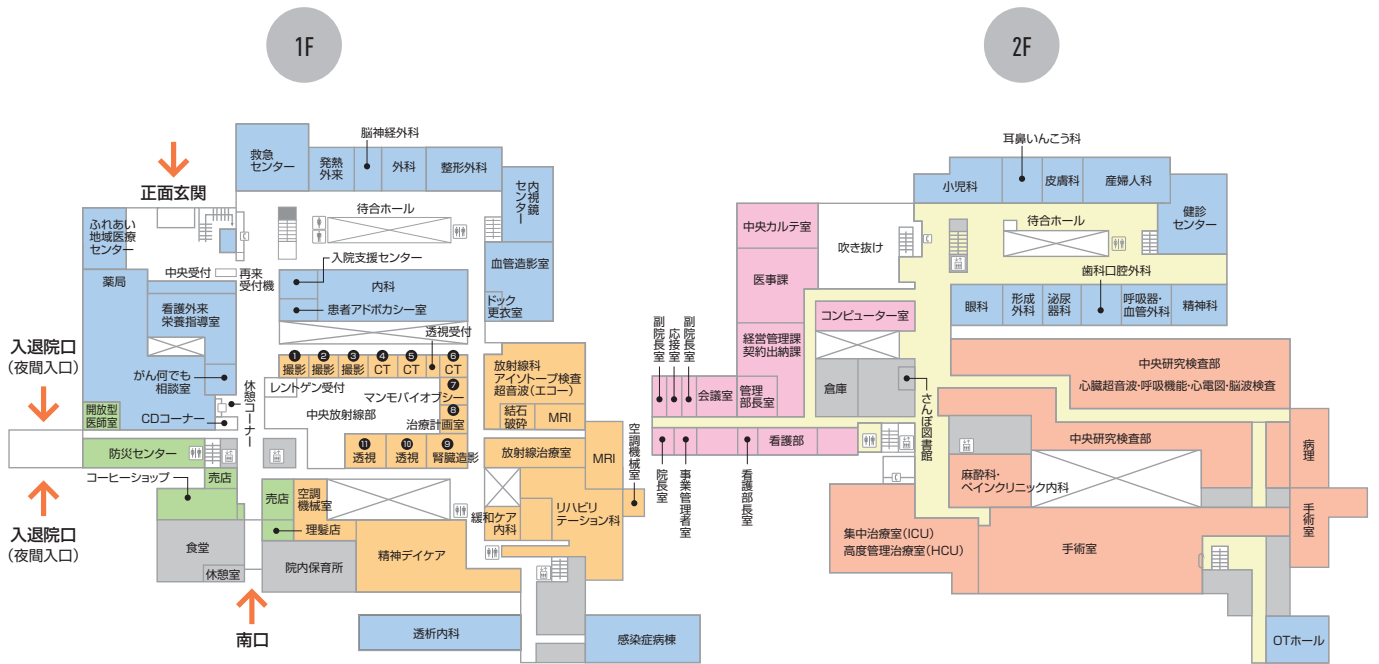 1F
2F
脳神経外科
救急
センター
発熱
外来
外科
整形外科
内視鏡
センター
正面玄関
待合ホール
ふれあい
地域医療
センター
中央受付
再来
受付機
入院支援センター
内科
患者アドボカシー室
血管造影室
ドック
更衣室
薬局
看護外来
栄養指導室
透視受付
❶
撮影
❷
撮影
❸
撮影
❹
CT
❺
CT
❻
CT
❼
マンモバイオプシー
❽
治療計画室
❾
腎臓造影
❿
透視
⓫
透視
レントゲン受付
中央放射線部
放射線科
アイソトープ検査
超音波(エコー)
結石
破砕
MRI
入退院口
(夜間入口)
がん何でも
相談室
休憩コーナー
CDコーナー
開放型
医師室
防災センター
コーヒーショップ
売店
放射線治療室
MRI
空調機械室
入退院口
(夜間入口)
売店
空調
機械室
理髪店
緩和ケア
内科
リハビリ
テーション科
食堂
休憩室
院内保育所
精神デイケア
南口
透析内科
感染症病棟
耳鼻いんこう科
小児科
皮膚科
産婦人科
健診
センター
中央カルテ室
吹き抜け
待合ホール
医事課
歯科口腔外科
眼科
形成
外科
泌尿
器科
呼吸器・
血管外科
精神科
コンピューター室
経営管理課
契約出納課
副院長室
応接室
副院長室
会議室
管理
部長室
倉庫
さんぽ図書館
中央研究検査部
心臓超音波・呼吸機能・心電図・脳波検査
院長室
事業管理者室
看護部長室
看護部
中央研究検査部
病理
麻酔科・
ペインクリニック内科
手術室
集中治療室(ICU)
高度管理治療室(HCU)
手術室
OTホール